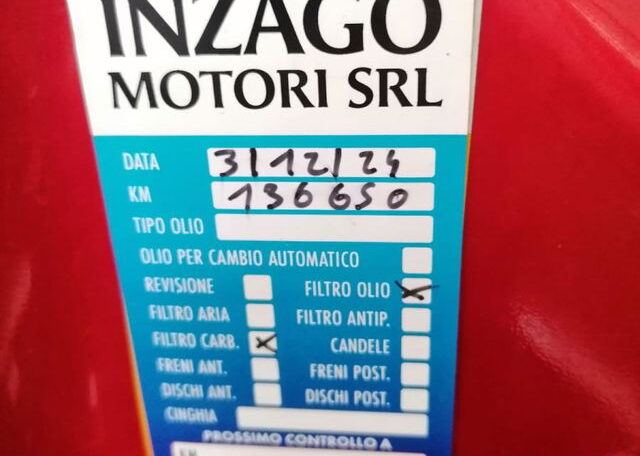 INZAGO
MOTORI SRL
DATA 3/12/24
KM 136650
TIPO OLIO
OLIO PER CAMBIO AUTOMATICO
REVISIONE FILTRO OLIO X
FILTRO ARIA FILTRO ANTIP.
FILTRO CARB. X CANDELE
FRENI ANT. FRENI POST.
DISCHI ANT. DISCHI POST.
CINGHIA
PROSSIMO CONTROLLO A
KM